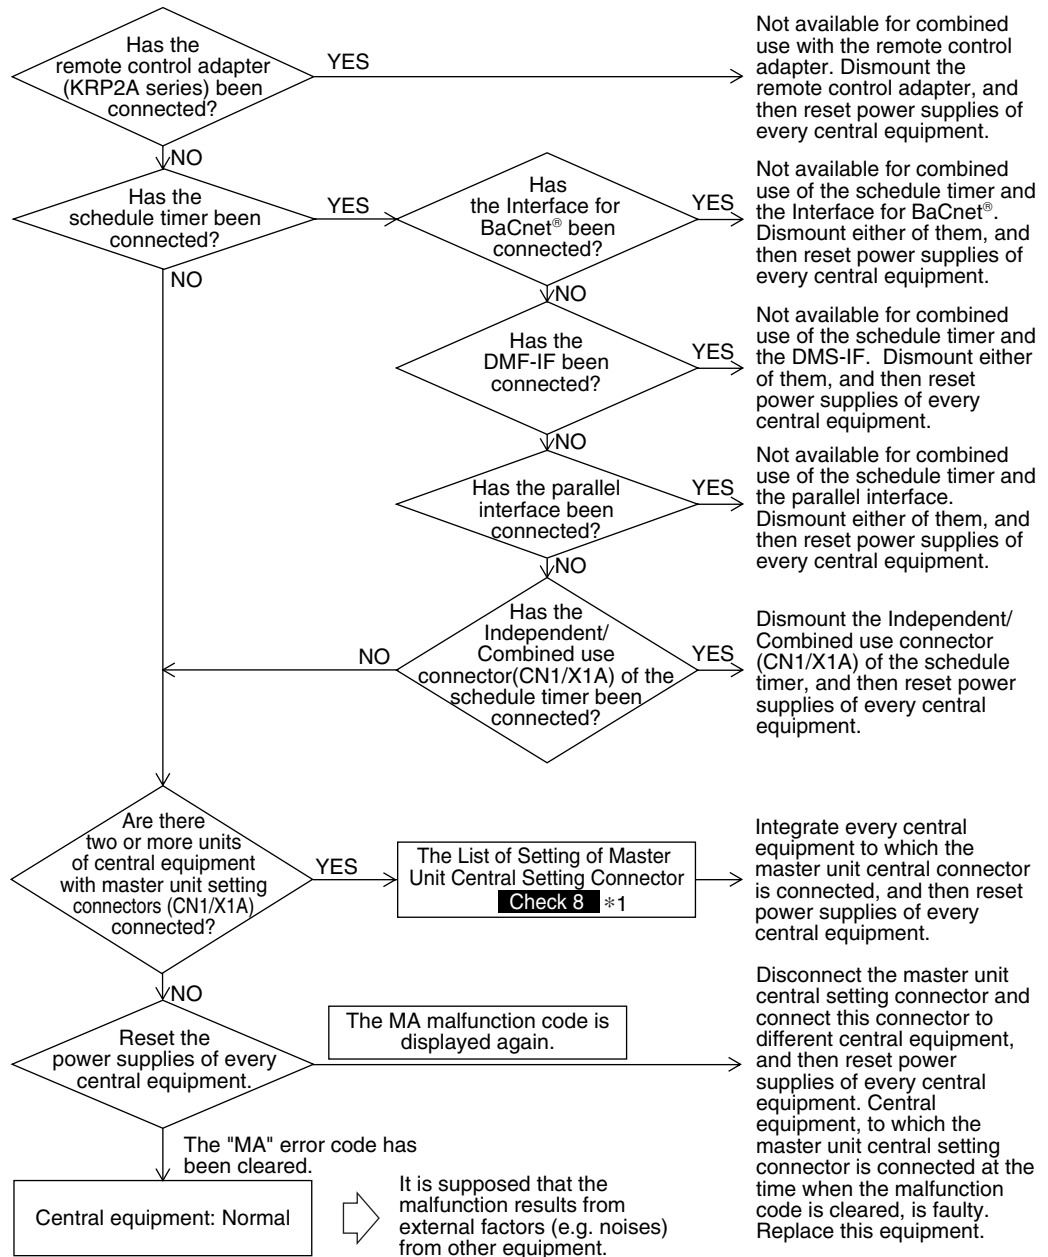 Has the
remote control adapter
(KRP2A series) been
connected?
YES
Not available for combined
use with the remote control
adapter. Dismount the
remote control adapter, and
then reset power supplies of
every central equipment.
NO
Has the
schedule timer been
connected?
YES
Has
the Interface for
BaCnet® been
connected?
YES
Not available for combined
use of the schedule timer and
the Interface for BaCnet®.
Dismount either of them, and
then reset power supplies of
every central equipment.
NO
NO
Has the
DMF-IF been
connected?
YES
Not available for combined
use of the schedule timer and
the DMS-IF. Dismount either
of them, and then reset
power supplies of every
central equipment.
NO
Has the parallel
interface been
connected?
YES
Not available for combined
use of the schedule timer and
the parallel interface.
Dismount either of them, and
then reset power supplies of
every central equipment.
NO
Has the
Independent/
Combined use
connector(CN1/X1A) of the
schedule timer been
connected?
NO
YES
Dismount the Independent/
Combined use connector
(CN1/X1A) of the schedule
timer, and then reset power
supplies of every central
equipment.
Are there
two or more units
of central equipment
with master unit setting
connectors (CN1/X1A)
connected?
YES
The List of Setting of Master
Unit Central Setting Connector
Check 8 *1
Integrate every central
equipment to which the
master unit central connector
is connected, and then reset
power supplies of every
central equipment.
NO
Reset the
power supplies of every
central equipment.
The MA malfunction code is
displayed again.
Disconnect the master unit
central setting connector and
connect this connector to
different central equipment,
and then reset power
supplies of every central
equipment. Central
equipment, to which the
master unit central setting
connector is connected at the
time when the malfunction
code is cleared, is faulty.
Replace this equipment.
The "MA" error code has
been cleared.
Central equipment: Normal
It is supposed that the
malfunction results from
external factors (e.g. noises)
from other equipment.